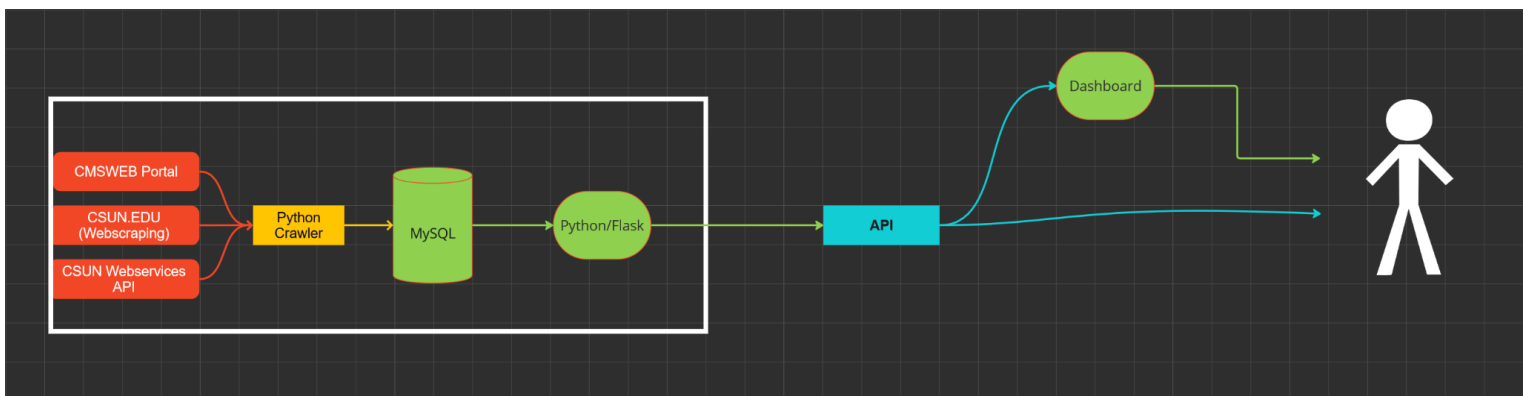 CMSWEB Portal
CSUN.EDU
(Webscraping)
CSUN Webservices
API
Python
Crawler
MySQL
Python/Flask
API
Dashboard